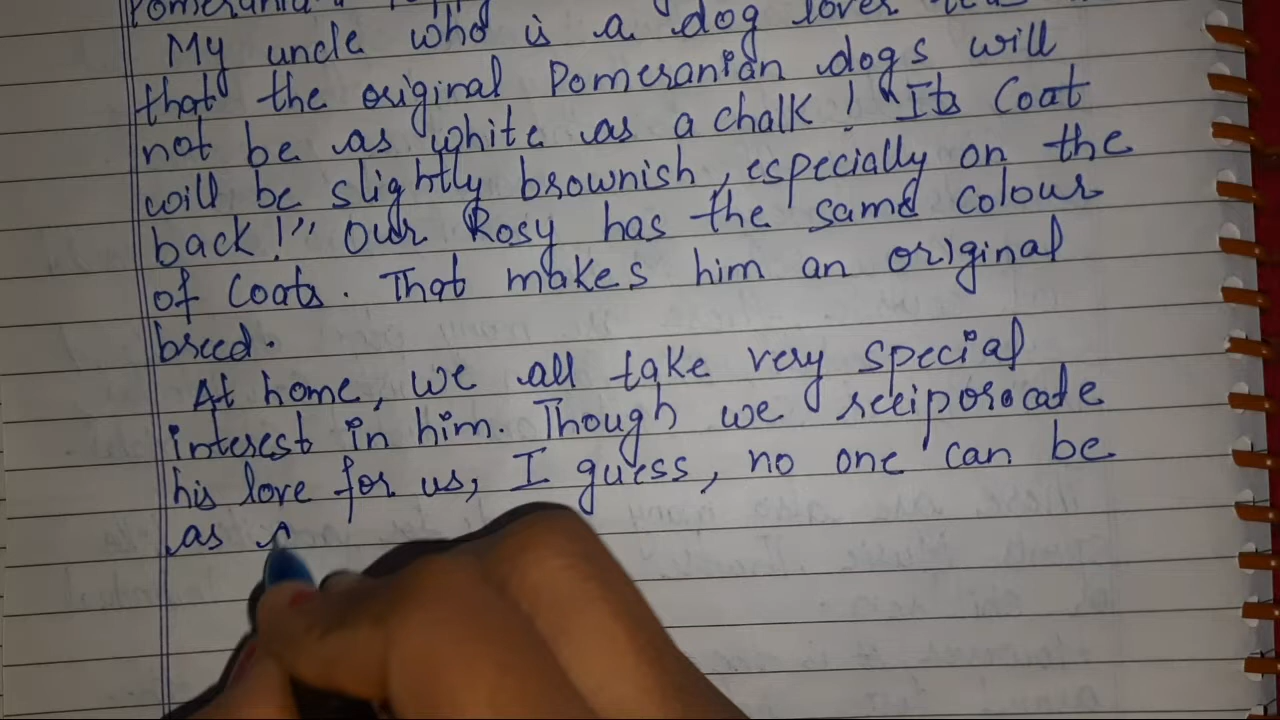 My uncle who is a dog lover
that the original Pomeranian dogs will
not be as white as a chalk! "Its Coat
will be slightly brownish, especially on the
back!" Our Rosy has the same colour
of Coats. That makes him an original
breed.
At home, we all take very special
interest in him. Though we reciporocate
his love for us, I guess, no one can be
as